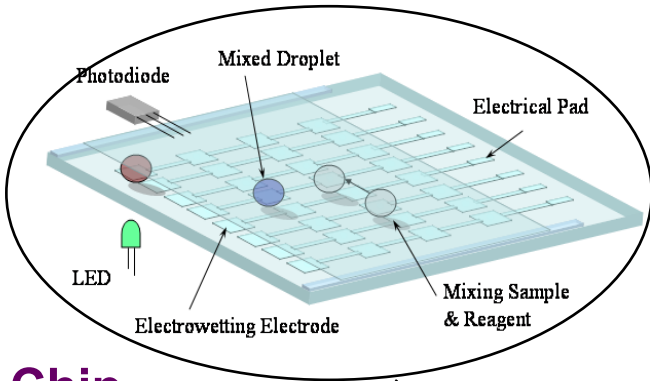 Mixed Droplet
Photodiode
Electrical Pad
LED
Mixing Sample
& Reagent
Electrowetting Electrode
Chip